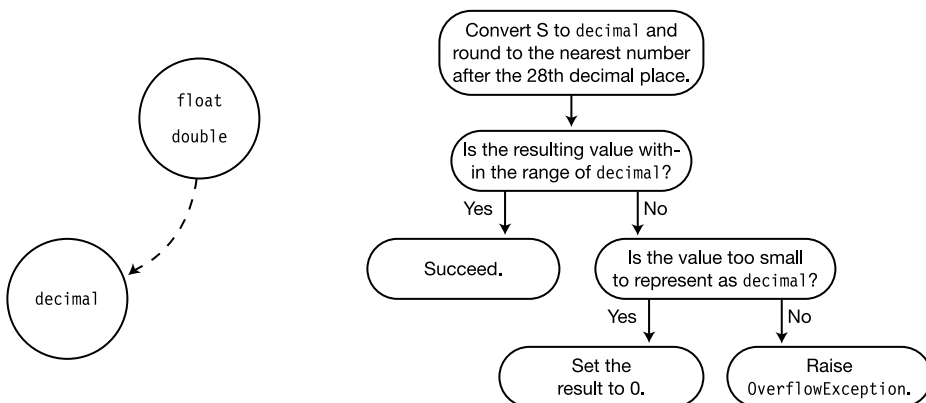 float
double
decimal
Convert S to decimal and
round to the nearest number
after the 28th decimal place.
Is the resulting value with-
in the range of decimal?
Yes
No
Succeed.
Is the value too small
to represent as decimal?
Yes
No
Set the
result to 0.
Raise
OverflowException.